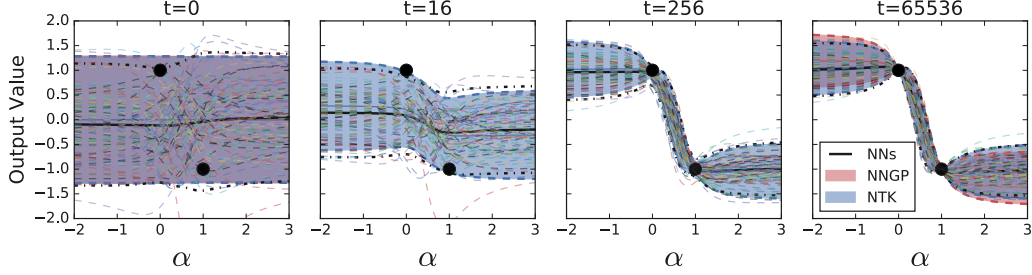 t=0 t=16 t=256 t=65536
Output Value
2.0
1.5
1.0
0.5
0.0
−0.5
−1.0
−1.5
−2.0
NNs
NNGP
NTK
−2 −1 0 1 2 3 −2 −1 0 1 2 3 −2 −1 0 1 2 3 −2 −1 0 1 2 3
α α α α